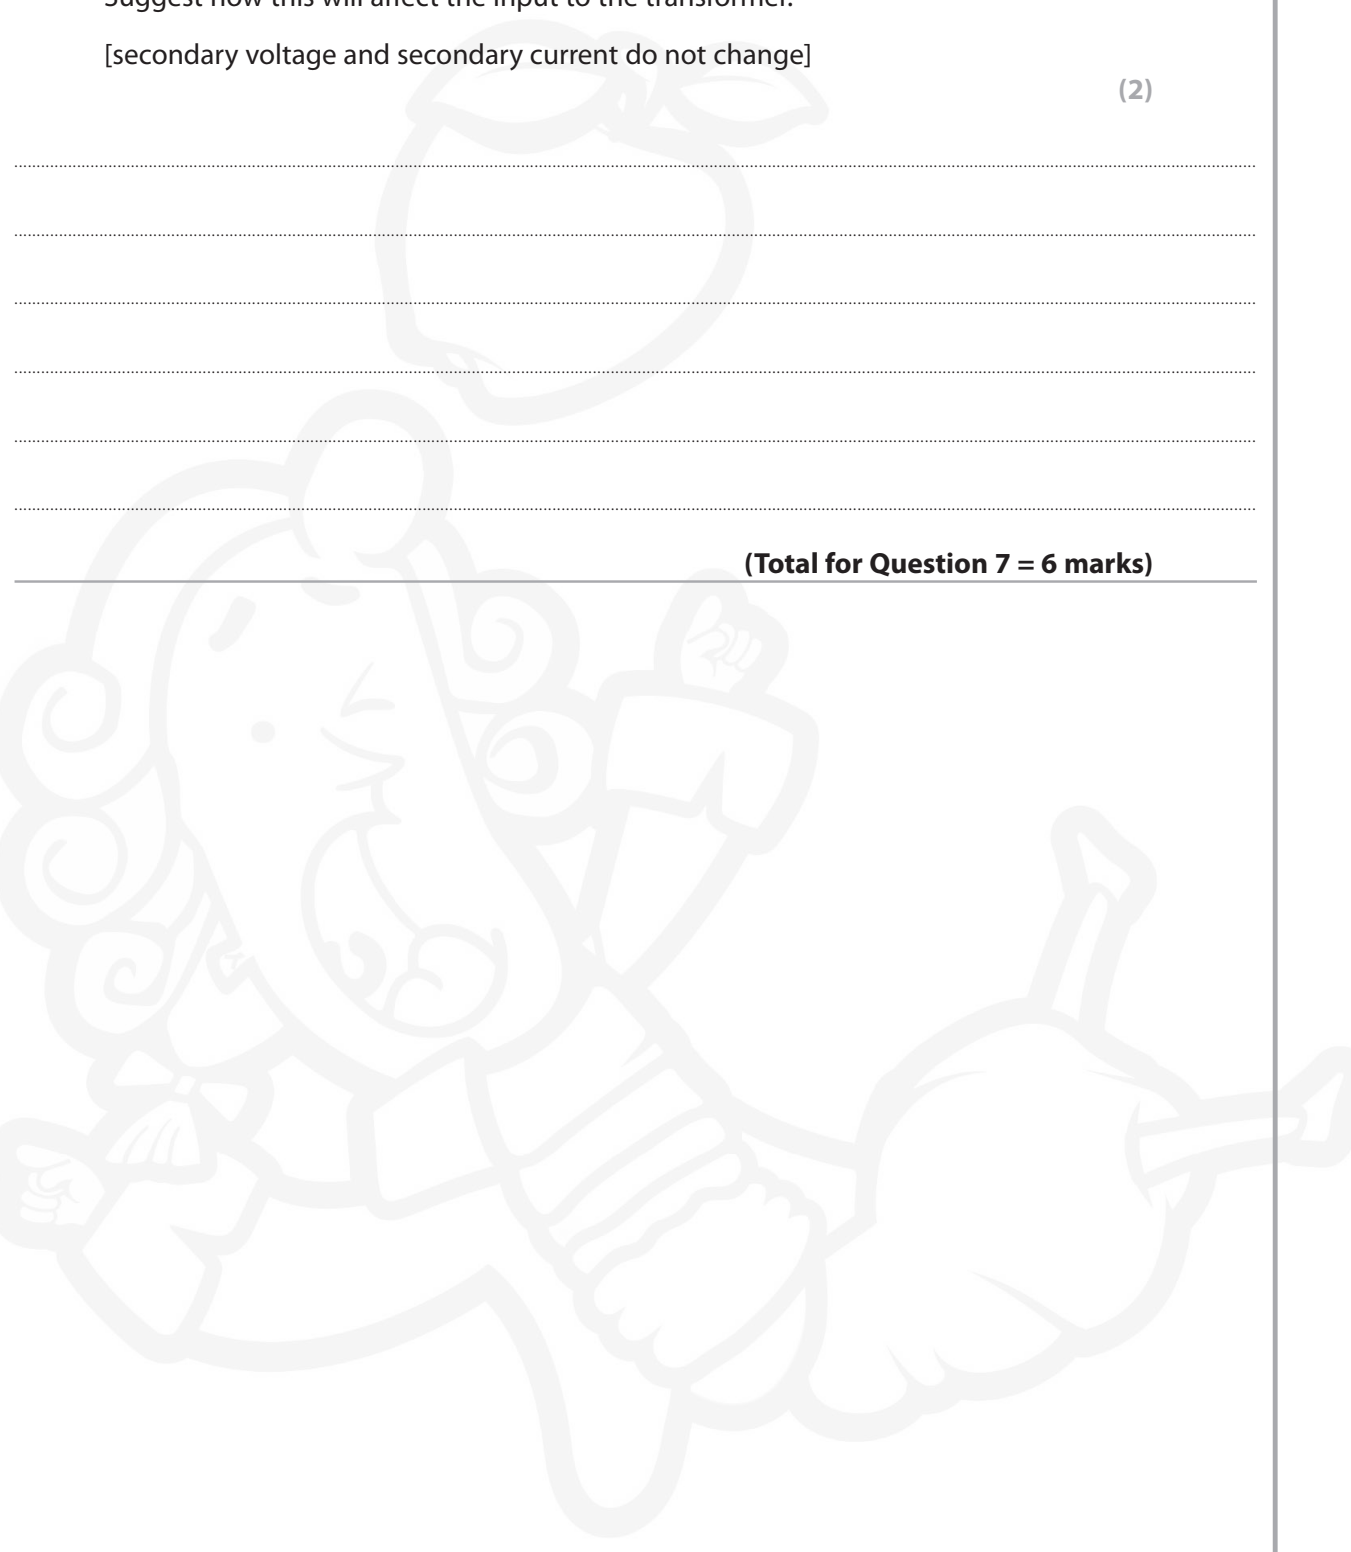 Suggest how this will affect the input to the transformer.
[secondary voltage and secondary current do not change]
(2)
(Total for Question 7 = 6 marks)